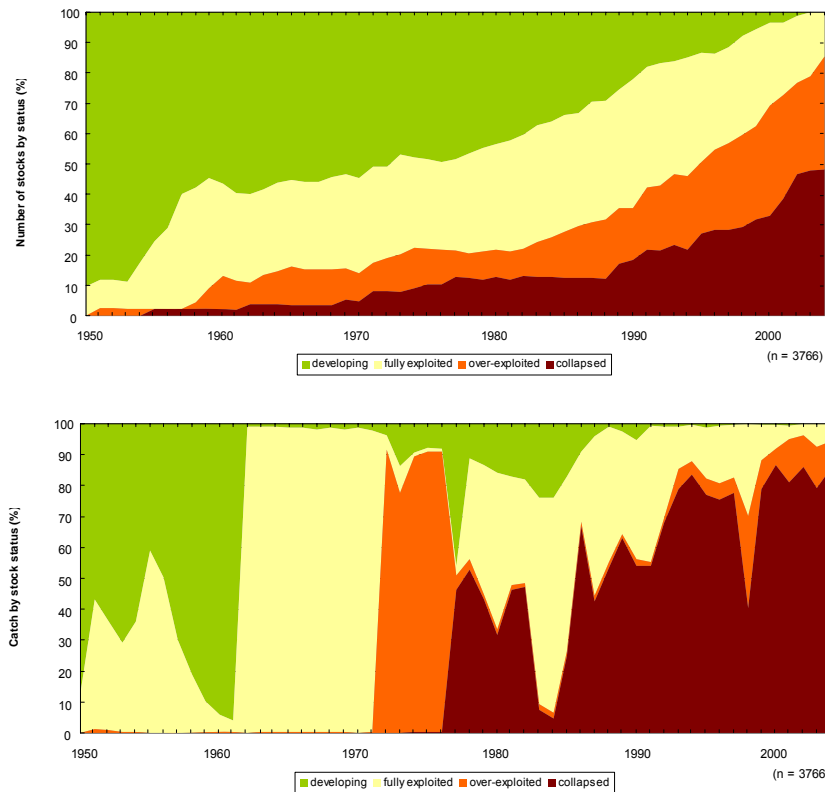 100
90
80
70
60
50
40
30
20
10
0
Number of stocks by status (%)
1950 1960 1970 1980 1990 2000
developing fully exploited over-exploited collapsed
(n = 3766)
100
90
80
70
60
50
40
30
20
10
0
Catch by stock status (%)
1950 1960 1970 1980 1990 2000
(n = 3766
developing fully exploited over-exploited collapsed